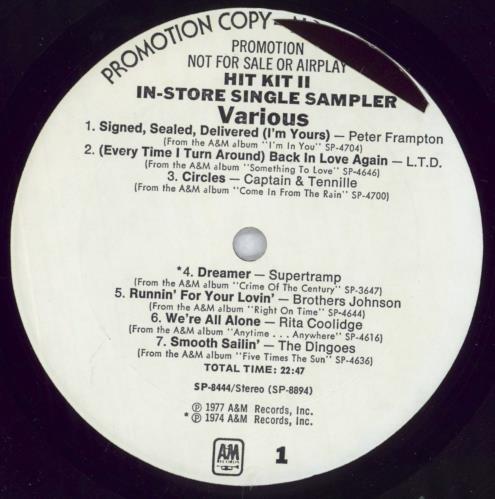 PROMOTION COPY
PROMOTION
NOT FOR SALE OR AIRPLAY
HIT KIT II
IN-STORE SINGLE SAMPLER
Various
1. Signed, Sealed, Delivered (I'm Yours) — Peter Frampton
(From the A&M album "I'm In You" SP-4704)
2. (Every Time I Turn Around) Back In Love Again — L.T.D.
(From the A&M album "Something To Love" SP-4646)
3. Circles — Captain & Tennille
(From the A&M album "Come In From The Rain" SP-4700)
*4. Dreamer — Supertramp
(From the A&M album "Crime Of The Century" SP-3647)
5. Runnin' For Your Lovin' — Brothers Johnson
(From the A&M album "Right On Time" SP-4644)
6. We're All Alone — Rita Coolidge
(From the A&M album "Anytime . . . Anywhere" SP-4616)
7. Smooth Sailin' — The Dingoes
(From the A&M album "Five Times The Sun" SP-4636)
TOTAL TIME: 22:47
SP-8444/Stereo (SP-8894)
℗ 1977 A&M Records, Inc.
* ℗ 1974 A&M Records, Inc.
A&M
RECORDS
1